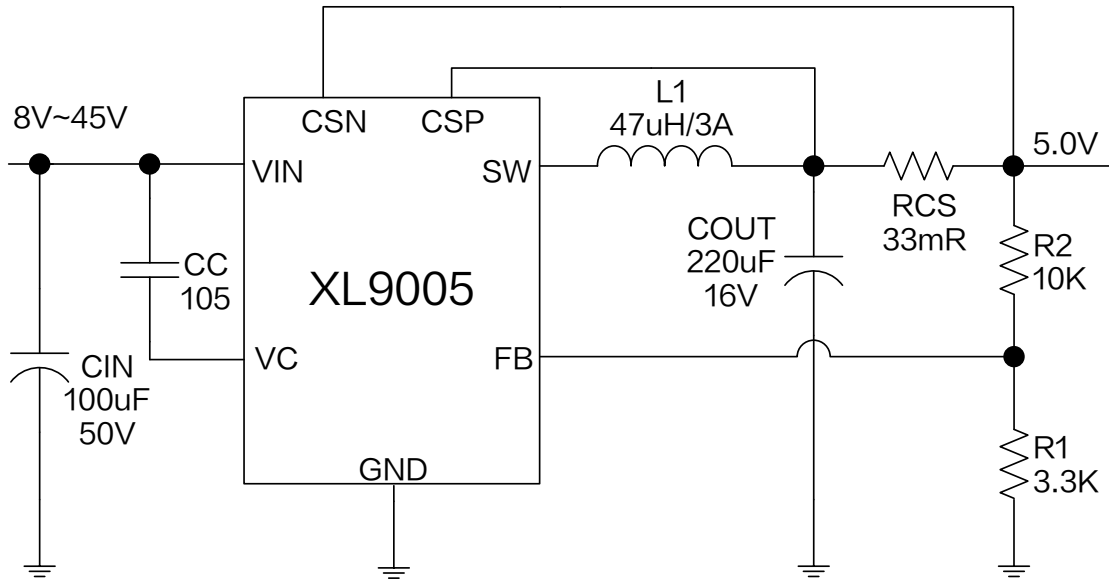 8V~45V
CSN
CSP
L1
47uH/3A
5.0V
VIN
SW
RCS
33mR
CC
105
XL9005
COUT
220uF
16V
R2
10K
VC
FB
CIN
100uF
50V
GND
R1
3.3K